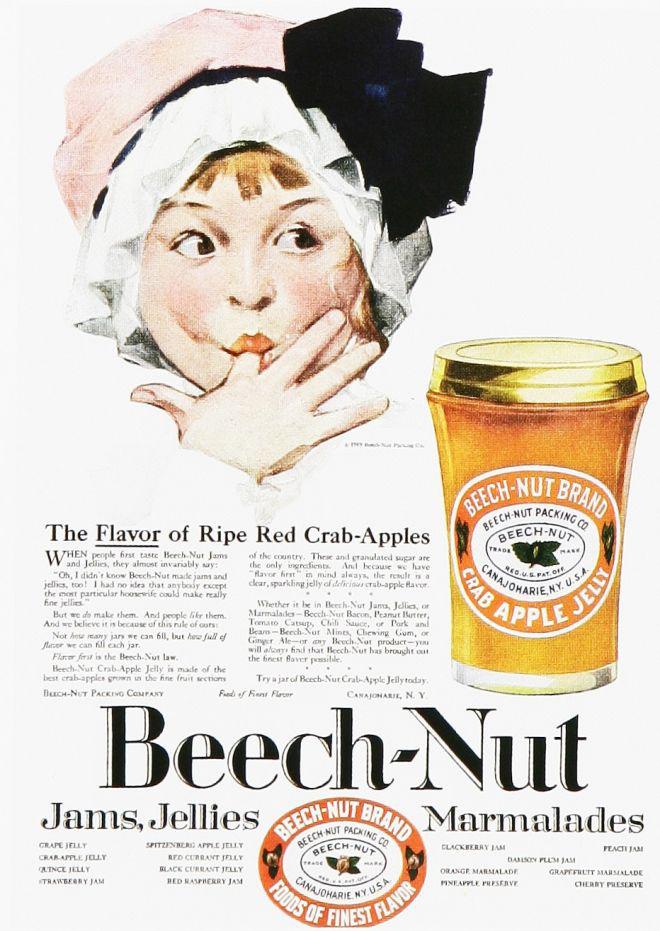 The Flavor of Ripe Red Crab-Apples
WHEN people first taste Beech-Nut Jams
and Jellies, they almost invariably say:
"Oh, I didn't know Beech-Nut made jams and
jellies, too! I had no idea that anybody except
the most particular housewife could make really
fine jellies."
But we do make them. And people like them.
And we believe it is because of this rule of ours:
Not how many jars we can fill, but how full of
flavor we can fill each jar.
Flavor first is the Beech-Nut law.
Beech-Nut Crab-Apple Jelly is made of the
best crab-apples grown in the fine fruit sections
of the country. These and granulated sugar are
the only ingredients. And because we have
"flavor first" in mind always, the result is a
clear, sparkling jelly of delicious crab-apple flavor.
* * * *
Whether it be in Beech-Nut Jams, Jellies, or
Marmalades—Beech-Nut Bacon, Peanut Butter,
Tomato Catsup, Chili Sauce, or Pork and
Beans—Beech-Nut Mints, Chewing Gum, or
Ginger Ale—or any Beech-Nut product—you
will always find that Beech-Nut has brought out
the finest flavor possible.
* * * *
Try a jar of Beech-Nut Crab-Apple Jelly today.
BEECH-NUT PACKING COMPANY Foods of Finest Flavor CANAJOHARIE, N. Y.
Beech-Nut Packing Co.
BEECH-NUT BRAND
BEECH-NUT PACKING CO.
BEECH-NUT
TRADE MARK
REG. U.S. PAT. OFF.
CANAJOHARIE, N.Y. U.S.A.
CRAB APPLE JELLY
Beech-Nut
Jams, Jellies Marmalades
BEECH-NUT BRAND
BEECH-NUT PACKING CO.
BEECH-NUT
TRADE MARK
REG. U.S. PAT. OFF.
CANAJOHARIE, N.Y. U.S.A.
FOODS OF FINEST FLAVOR
GRAPE JELLY SPITZENBERG APPLE JELLY
CRAB-APPLE JELLY RED CURRANT JELLY
QUINCE JELLY BLACK CURRANT JELLY
STRAWBERRY JAM RED RASPBERRY JAM
BLACKBERRY JAM PEACH JAM
DAMSON PLUM JAM
ORANGE MARMALADE GRAPEFRUIT MARMALADE
PINEAPPLE PRESERVE CHERRY PRESERVE